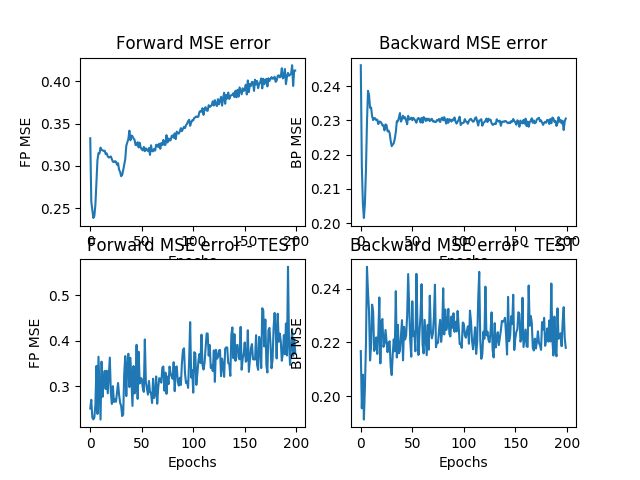 Forward MSE error
Backward MSE error
FP MSE
0.40
0.35
0.30
0.25
BP MSE
0.24
0.23
0.22
0.21
0.20
0 50 100 150 200
0 50 100 150 200
Epochs
Epochs
Forward MSE error - TEST
Backward MSE error - TEST
FP MSE
0.5
0.4
0.3
BP MSE
0.24
0.22
0.20
0 50 100 150 200
0 50 100 150 200
Epochs
Epochs